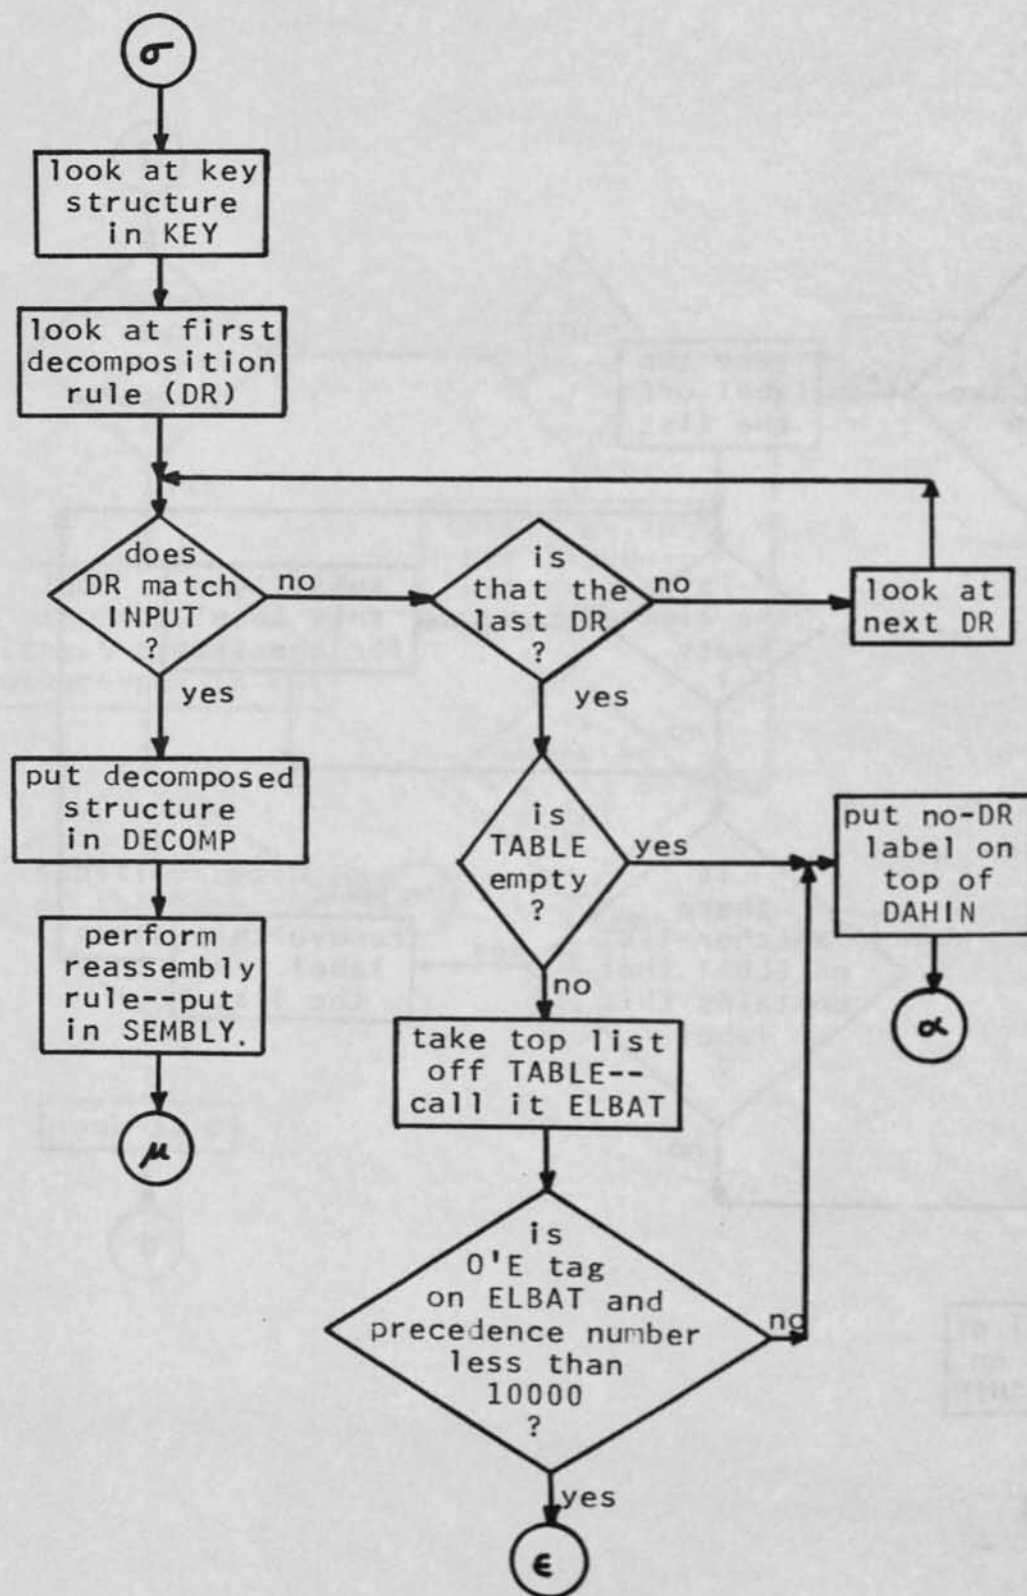 σ
look at key
structure
in KEY
look at first
decomposition
rule (DR)
does
DR match
INPUT
?
no
yes
is
that the
last DR
?
no
yes
look at
next DR
put decomposed
structure
in DECOMP
perform
reassembly
rule--put
in SEMBLY.
μ
is
TABLE
empty
?
yes
no
put no-DR
label on
top of
DAHIN
α
take top list
off TABLE--
call it ELBAT
is
O'E tag
on ELBAT and
precedence number
less than
10000
?
no
yes
ϵ